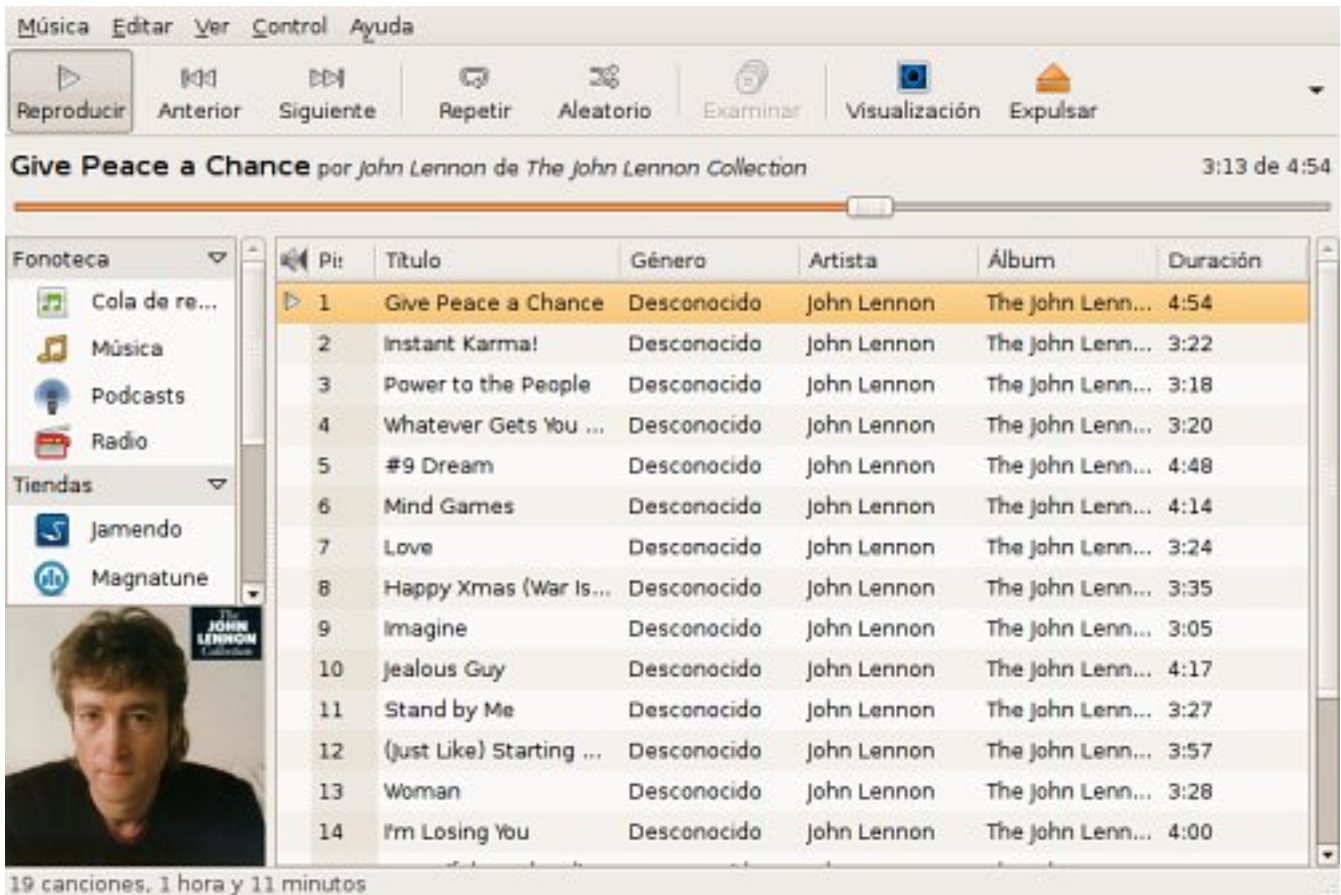 Música Editar Ver Control Ayuda
Reproducir Anterior Siguiente Repetir Aleatorio Examinar Visualización Expulsar
Give Peace a Chance por John Lennon de The John Lennon Collection 3:13 de 4:54
Fonoteca
Cola de re...
Música
Podcasts
Radio
Tiendas
Jamendo
Magnatune
The
JOHN
LENNON
Collection
Pis Título Género Artista Álbum Duración
1 Give Peace a Chance Desconocido John Lennon The John Lenn... 4:54
2 Instant Karma! Desconocido John Lennon The John Lenn... 3:22
3 Power to the People Desconocido John Lennon The John Lenn... 3:18
4 Whatever Gets You ... Desconocido John Lennon The John Lenn... 3:20
5 #9 Dream Desconocido John Lennon The John Lenn... 4:48
6 Mind Games Desconocido John Lennon The John Lenn... 4:14
7 Love Desconocido John Lennon The John Lenn... 3:24
8 Happy Xmas (War Is... Desconocido John Lennon The John Lenn... 3:35
9 Imagine Desconocido John Lennon The John Lenn... 3:05
10 Jealous Guy Desconocido John Lennon The John Lenn... 4:17
11 Stand by Me Desconocido John Lennon The John Lenn... 3:27
12 (Just Like) Starting ... Desconocido John Lennon The John Lenn... 3:57
13 Woman Desconocido John Lennon The John Lenn... 3:28
14 I'm Losing You Desconocido John Lennon The John Lenn... 4:00
19 canciones, 1 hora y 11 minutos